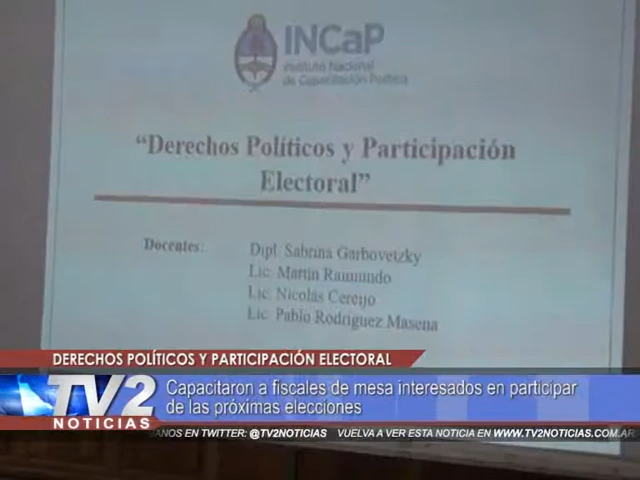 INCaP
Instituto Nacional
de Capacitación Política
“Derechos Políticos y Participación
Electoral”
Docentes:
Dipl. Sabrina Garbovetzky
Lic. Martín Raimundo
Lic. Nicolás Cereijo
Lic. Pablo Rodríguez Masena
DERECHOS POLÍTICOS Y PARTICIPACIÓN ELECTORAL
TV2
NOTICIAS
Capacitaron a fiscales de mesa interesados en participar
de las próximas elecciones
ANOS EN TWITTER: @TV2NOTICIAS VUELVA A VER ESTA NOTICIA EN WWW.TV2NOTICIAS.COM.AR